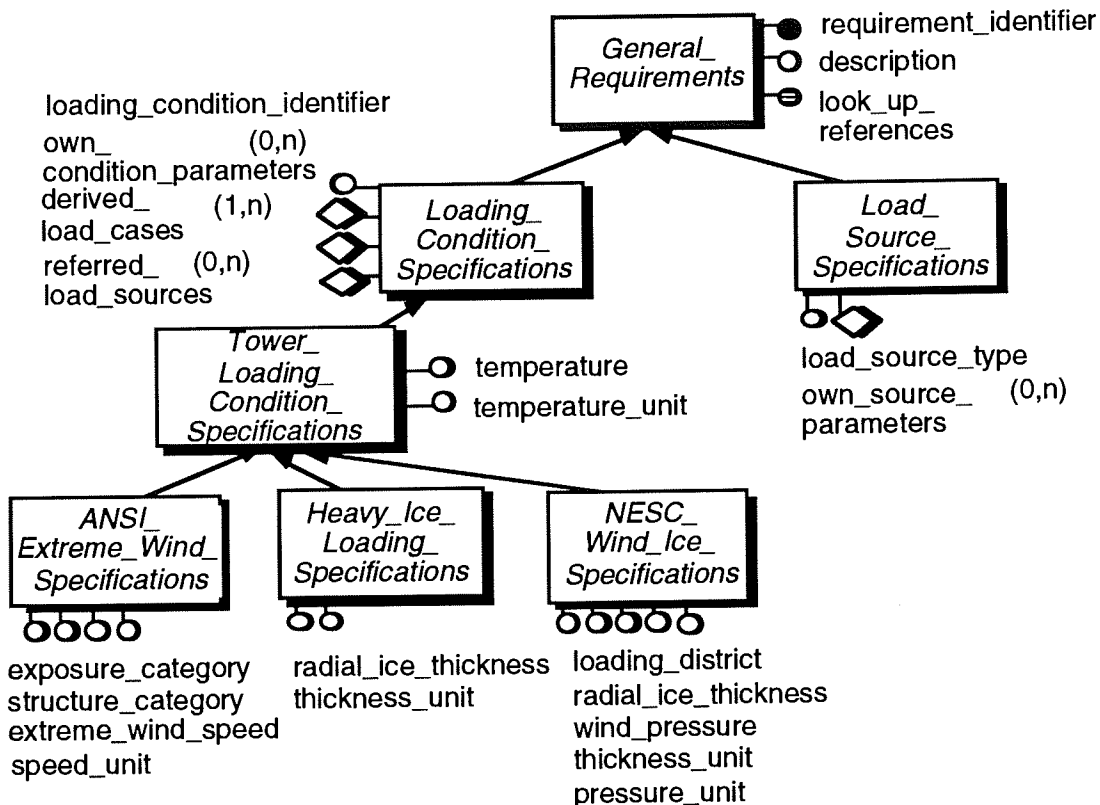 General_
Requirements
requirement_identifier
description
look_up_
references
loading_condition_identifier
own_ (0,n)
condition_parameters
derived_ (1,n)
load_cases
referred_ (0,n)
load_sources
Loading_
Condition_
Specifications
Load_
Source_
Specifications
load_source_type
own_source_ (0,n)
parameters
Tower_
Loading_
Condition_
Specifications
temperature
temperature_unit
ANSI_
Extreme_Wind_
Specifications
Heavy_Ice_
Loading_
Specifications
NESC_
Wind_Ice_
Specifications
exposure_category
structure_category
extreme_wind_speed
speed_unit
radial_ice_thickness
thickness_unit
loading_district
radial_ice_thickness
wind_pressure
thickness_unit
pressure_unit